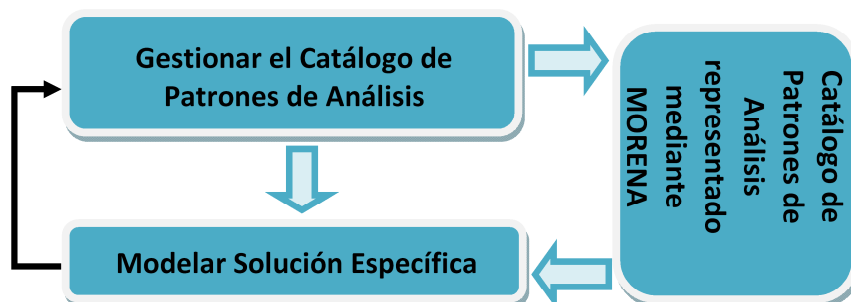 Gestionar el Catálogo de
Patrones de Análisis
Catálogo de
Patrones de
Análisis
representado
mediante
MORENA
Modelar Solución Específica